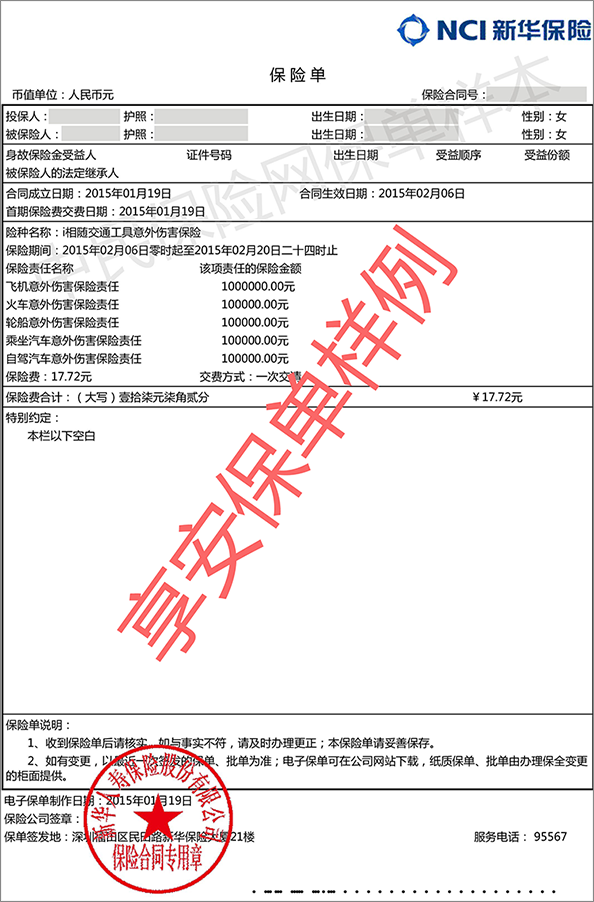 NCI 新华保险
保险单
币值单位：人民币元 保险合同号：
投保人： 护照： 出生日期： 性别：女
被保险人： 护照： 出生日期： 性别：女
身故保险金受益人 证件号码 出生日期 受益顺序 受益份额
被保险人的法定继承人
合同成立日期：2015年01月19日 合同生效日期：2015年02月06日
首期保险费交费日期：2015年01月19日
险种名称：i相随交通工具意外伤害保险
保险期间：2015年02月06日零时起至2015年02月20日二十四时止
保险责任名称 该项责任的保险金额
飞机意外伤害保险责任 1000000.00元
火车意外伤害保险责任 100000.00元
轮船意外伤害保险责任 100000.00元
乘坐汽车意外伤害保险责任 100000.00元
自驾汽车意外伤害保险责任 100000.00元
保险费：17.72元 交费方式：一次交清
保险费合计：（大写）壹拾柒元柒角贰分 ￥17.72元
特别约定：
本栏以下空白
享安保单样例
保险网保单样本
保险单说明：
1、收到保险单后请核实，如与事实不符，请及时办理更正；本保险单请妥善保存。
2、如有变更，以最近一次签发的保单、批单为准；电子保单可在公司网站下载，纸质保单、批单由办理保全变更
的柜面提供。
电子保单制作日期：2015年01月19日
保险公司签章：
保单签发地：深圳福田区民田路新华保险大厦21楼 服务电话： 95567
新华人寿保险股份有限公司
保险合同专用章